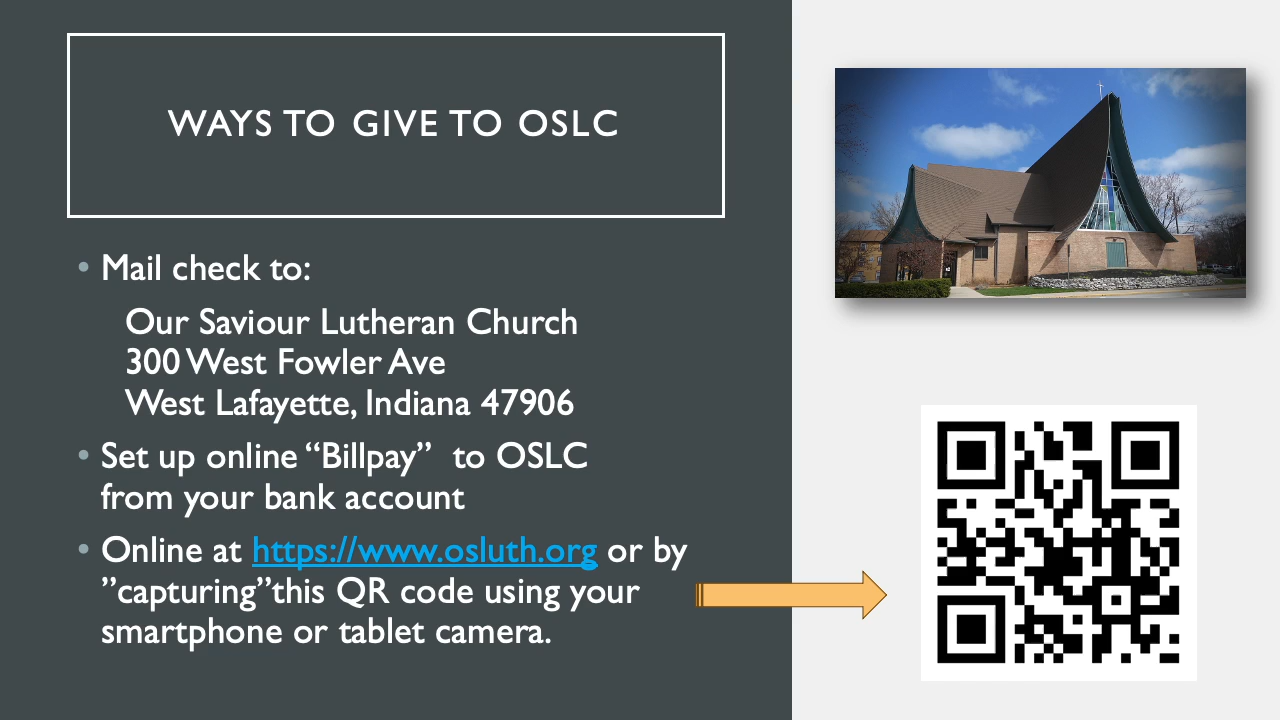 WAYS TO GIVE TO OSLC
• Mail check to:
Our Saviour Lutheran Church
300 West Fowler Ave
West Lafayette, Indiana 47906
• Set up online “Billpay”  to OSLC
from your bank account
• Online at https://www.osluth.org or by
”capturing”this QR code using your
smartphone or tablet camera.